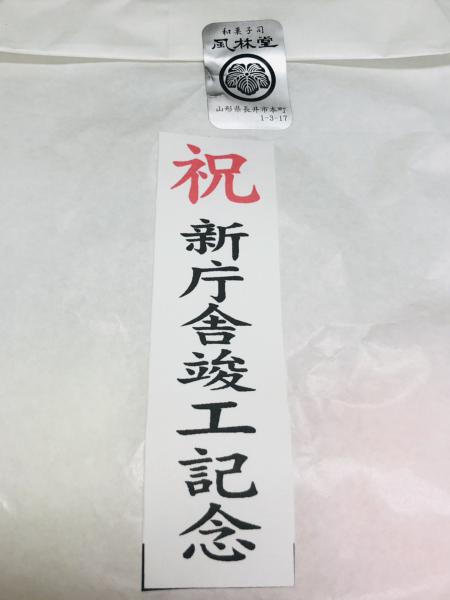 和菓子司
風林堂
山形県長井市本町
1-3-17
祝
新庁舎竣工記念